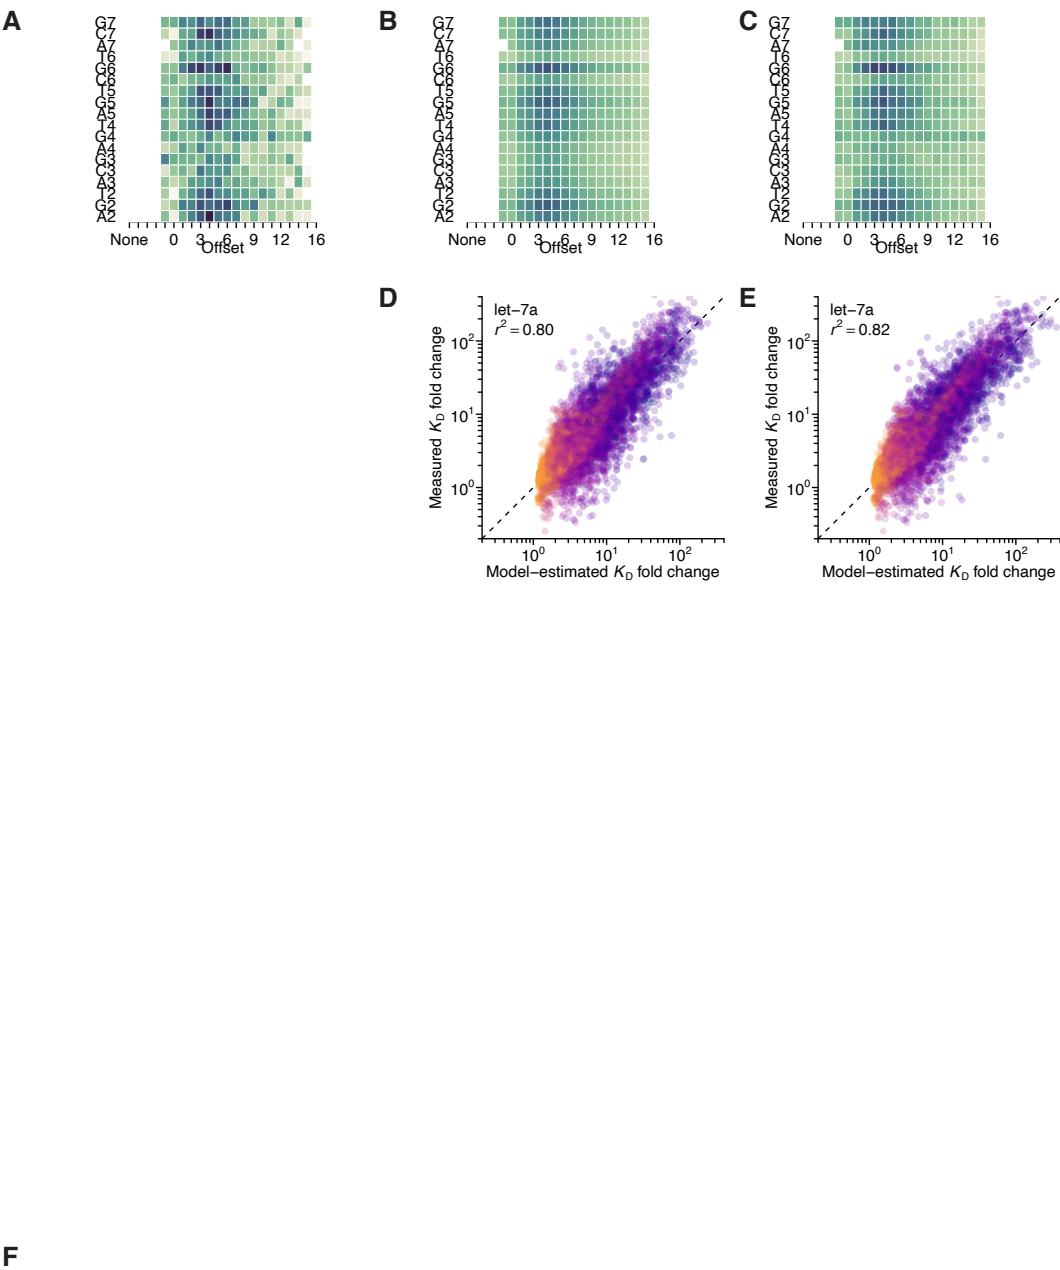 A
G7
C7
A7
T6
G6
C6
T5
G5
A5
T4
G4
A4
G3
C3
A3
T2
G2
A2
None 0 3 6 9 12 16
Offset
B
G7
C7
A7
T6
G6
C6
T5
G5
A5
T4
G4
A4
G3
C3
A3
T2
G2
A2
None 0 3 6 9 12 16
Offset
C
G7
C7
A7
T6
G6
C6
T5
G5
A5
T4
G4
A4
G3
C3
A3
T2
G2
A2
None 0 3 6 9 12 16
Offset
D
let−7a
r² = 0.80
Measured K_D fold change
10²
10¹
10⁰
10⁰ 10¹ 10²
Model−estimated K_D fold change
E
let−7a
r² = 0.82
Measured K_D fold change
10²
10¹
10⁰
10⁰ 10¹ 10²
Model−estimated K_D fold change
F